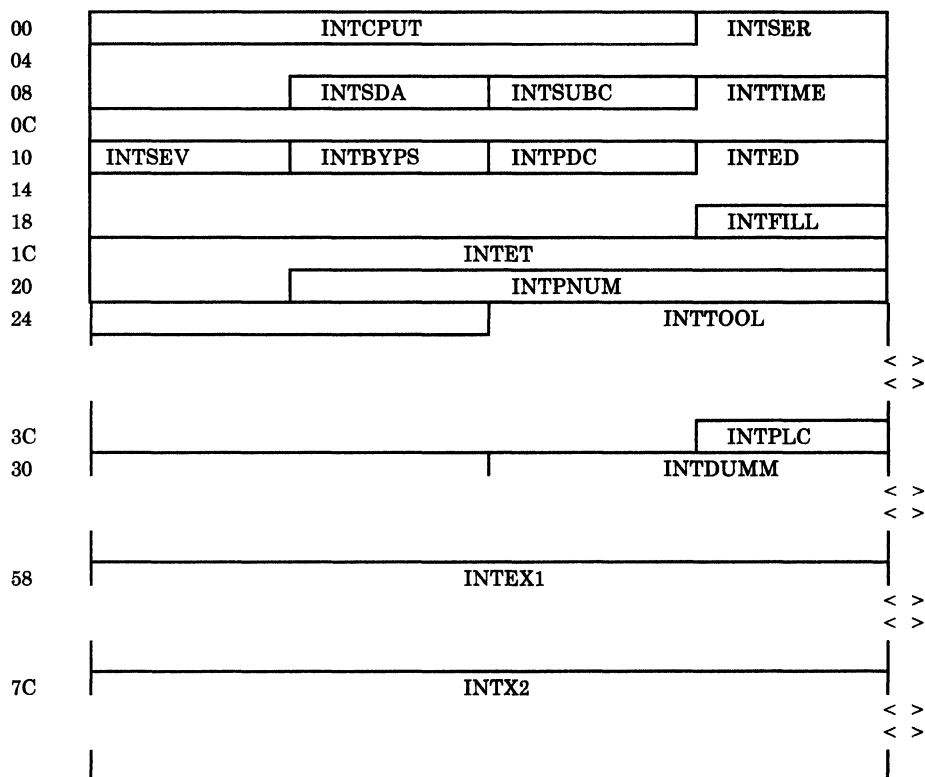 00 INTCPUT INTSER
04
08 INTSDA INTSUBC INTTIME
0C
10 INTSEV INTBYPS INTPDC INTED
14
18 INTFILL
1C INTET
20 INTPNUM
24 INTTOOL
< >
< >
3C INTPLC
30 INTDUMM
< >
< >
58 INTEX1
< >
< >
7C INTX2
< >
< >